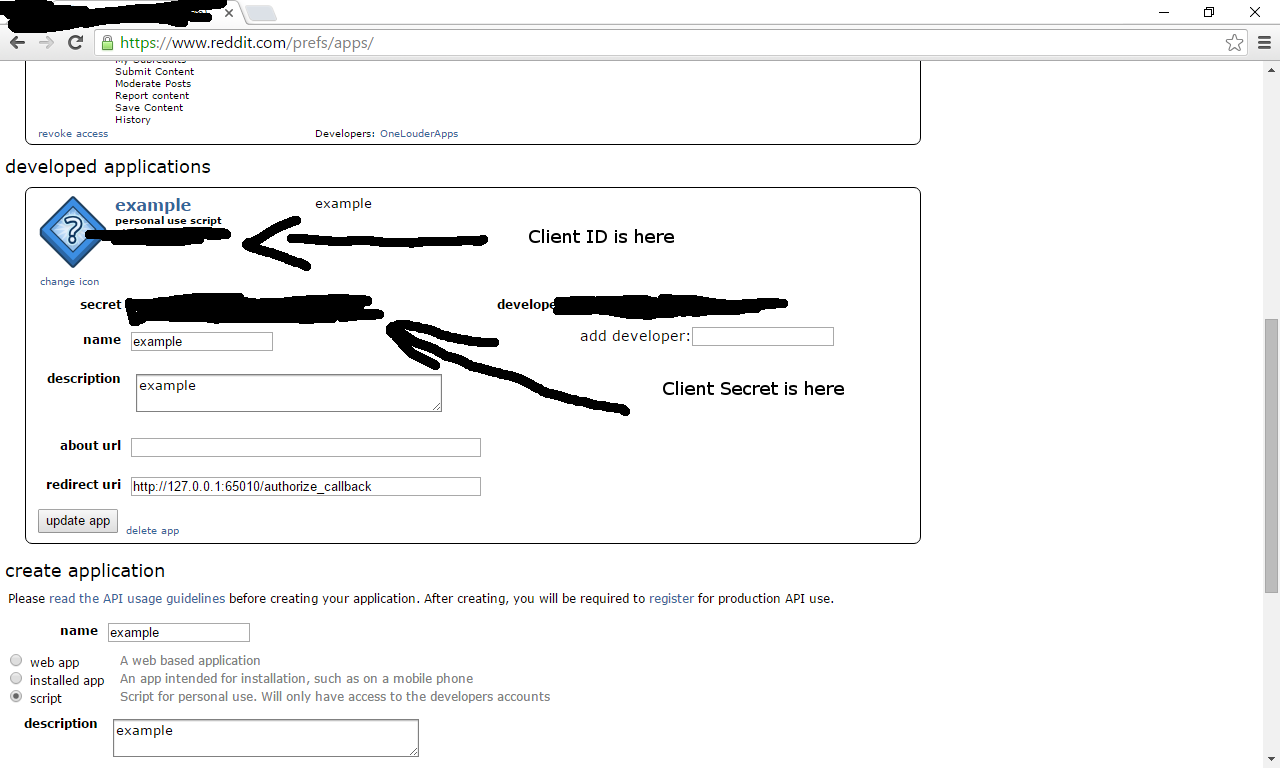 https://www.reddit.com/prefs/apps/
My Subreddits
Submit Content
Moderate Posts
Report content
Save Content
History
revoke access Developers: OneLouderApps
developed applications
example example
personal use script
Client ID is here
change icon
secret
name example add developer:
description example
Client Secret is here
about url
redirect uri http://127.0.0.1:65010/authorize_callback
update app delete app
create application
Please read the API usage guidelines before creating your application. After creating, you will be required to register for production API use.
name example
web app A web based application
installed app An app intended for installation, such as on a mobile phone
script Script for personal use. Will only have access to the developers accounts
description example